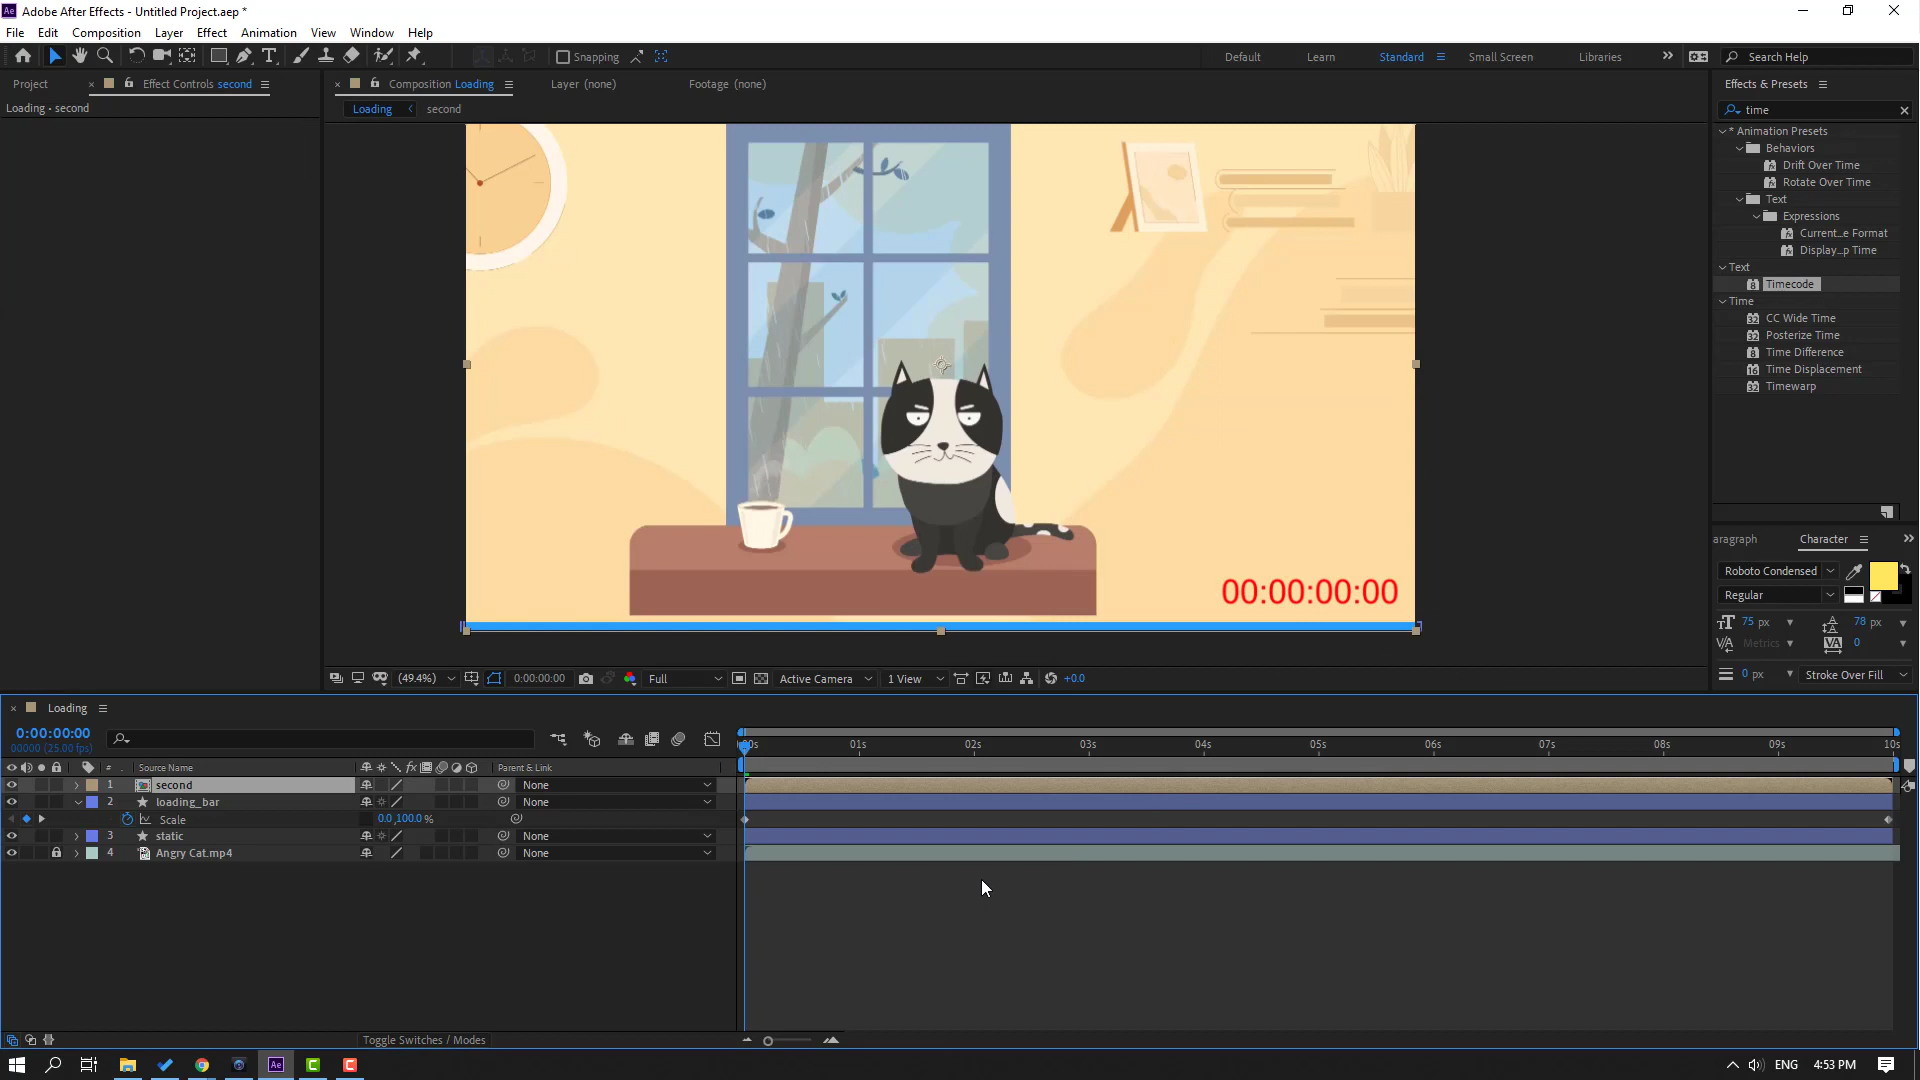 Adobe After Effects - Untitled Project.aep *
File Edit Composition Layer Effect Animation View Window Help
Snapping Default Learn Standard Small Screen Libraries Search Help
Project Effect Controls second Composition Loading Layer (none) Footage (none) Effects & Presets
Loading • second
Loading second
time
* Animation Presets
Behaviors
Drift Over Time
Rotate Over Time
Text
Expressions
Current...e Format
Display...p Time
Text
8 Timecode
Time
32 CC Wide Time
32 Posterize Time
8 Time Difference
16 Time Displacement
32 Timewarp
00:00:00:00
aragraph Character
Roboto Condensed
Regular
75 px 78 px
Metrics 0
0 px Stroke Over Fill
(49.4%) 0:00:00:00 Full Active Camera 1 View +0.0
Loading
0:00:00:00
00000 (25.00 fps)
00s 01s 02s 03s 04s 05s 06s 07s 08s 09s 10s
# Source Name fx Parent & Link
1 second None
2 loading_bar None
Scale 0.0,100.0 %
3 static None
4 Angry Cat.mp4 None
Toggle Switches / Modes
Ae ENG 4:53 PM